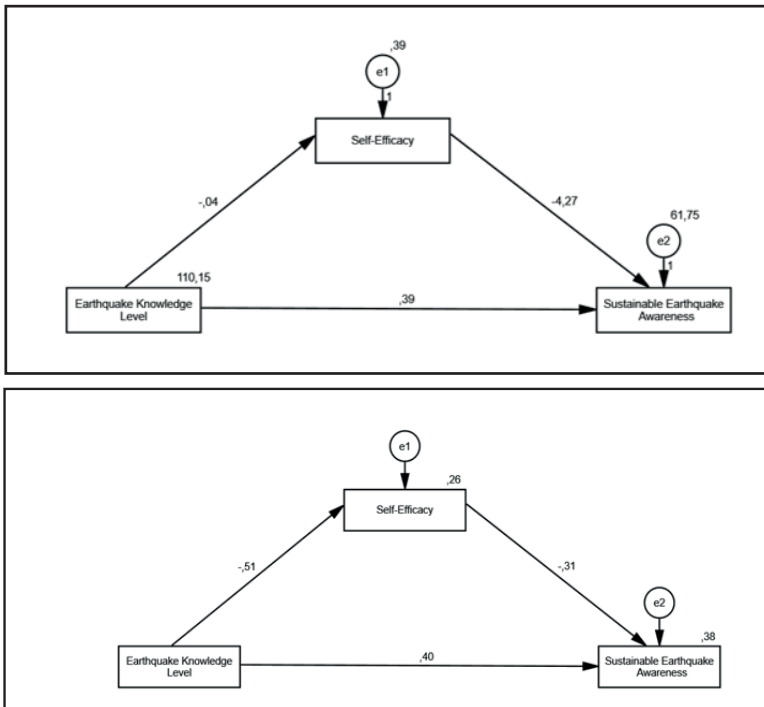 ,39
e1
1
Self-Efficacy
-,04
-4,27
61,75
e2
1
110,15
Earthquake Knowledge
Level
,39
Sustainable Earthquake
Awareness
e1
,26
Self-Efficacy
-,51
-,31
e2
,38
Earthquake Knowledge
Level
,40
Sustainable Earthquake
Awareness